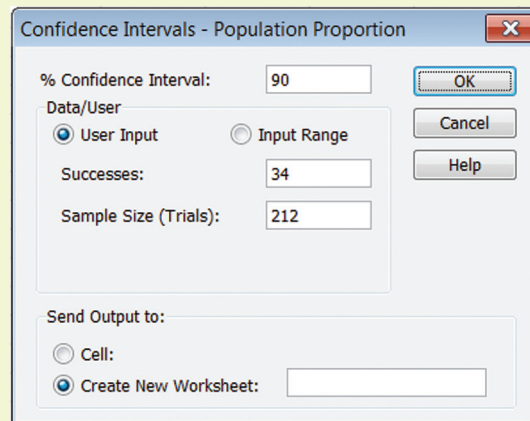 Confidence Intervals - Population Proportion
% Confidence Interval: 90
OK
Data/User
Cancel
User Input Input Range
Help
Successes: 34
Sample Size (Trials): 212
Send Output to:
Cell:
Create New Worksheet: